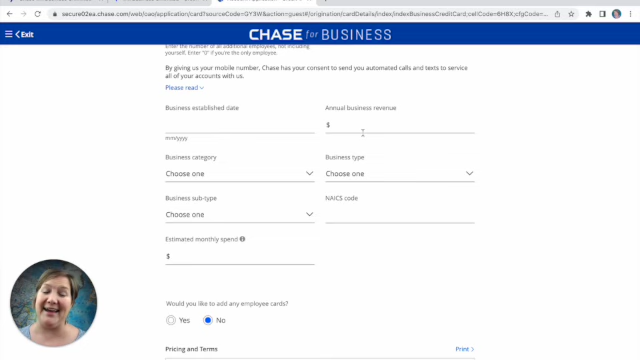 secure02ea.chase.com/web/oao/application/card?sourceCode=GY3W&action=guest#/origination/cardDetails/index/indexBusinessCreditCard;cellCode=6H8X;cfgCode=...
Exit
CHASE for BUSINESS
Enter the number of all additional employees, not including
yourself. Enter "0" if you're the only employee.
By giving us your mobile number, Chase has your consent to send you automated calls and texts to service
all of your accounts with us.
Please read
Business established date
Annual business revenue
$
mm/yyyy
Business category
Business type
Choose one
Choose one
Business sub-type
NAICS code
Choose one
Estimated monthly spend
$
Would you like to add any employee cards?
Yes
No
Pricing and Terms
Print